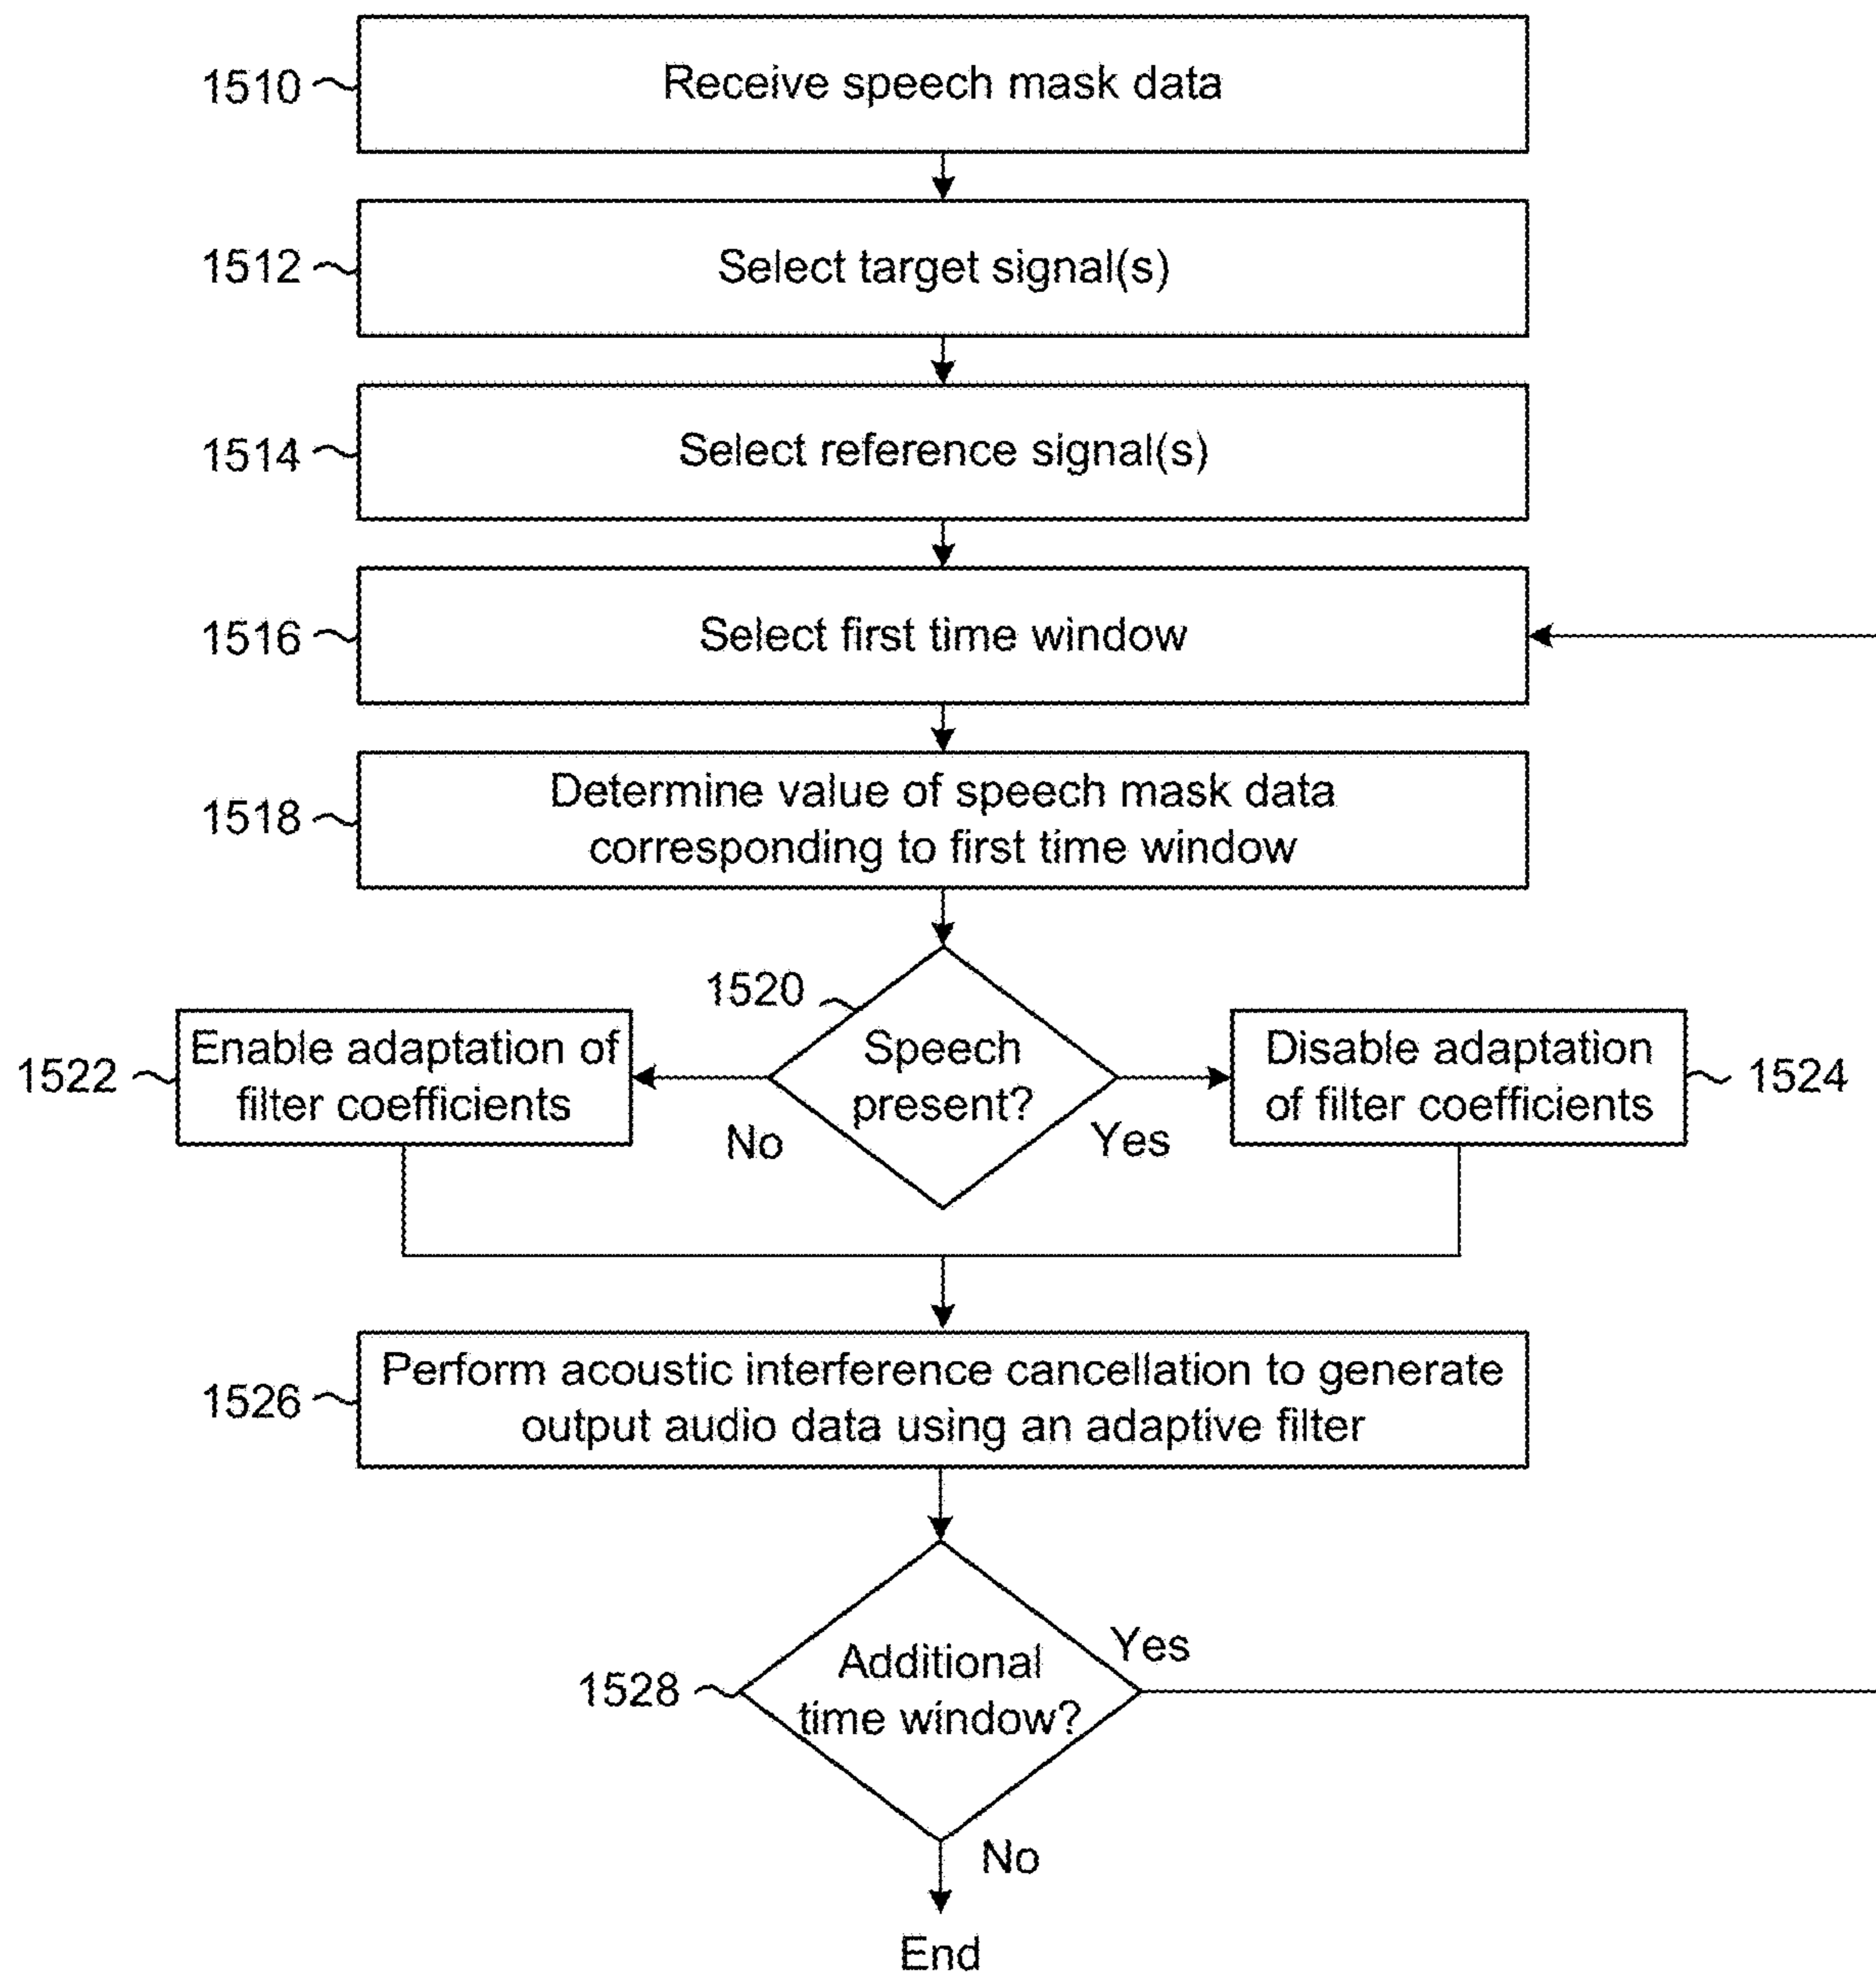 1510
Receive speech mask data
1512
Select target signal(s)
1514
Select reference signal(s)
1516
Select first time window
1518
Determine value of speech mask data
corresponding to first time window
1520
Speech
present?
No
Yes
1522
Enable adaptation of
filter coefficients
Disable adaptation
of filter coefficients
1524
1526
Perform acoustic interference cancellation to generate
output audio data using an adaptive filter
1528
Additional
time window?
Yes
No
End